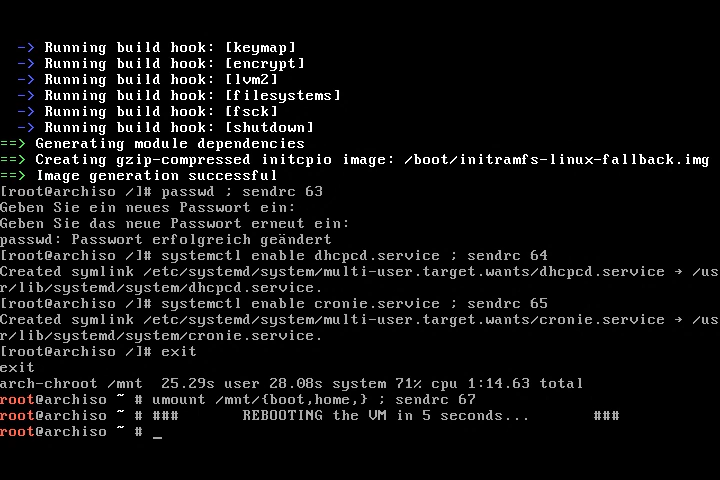 -> Running build hook: [keymap]
-> Running build hook: [encrypt]
-> Running build hook: [lvm2]
-> Running build hook: [filesystems]
-> Running build hook: [fsck]
-> Running build hook: [shutdown]
==> Generating module dependencies
==> Creating gzip-compressed initcpio image: /boot/initramfs-linux-fallback.img
==> Image generation successful
[root@archiso /]# passwd ; sendrc 63
Geben Sie ein neues Passwort ein:
Geben Sie das neue Passwort erneut ein:
passwd: Passwort erfolgreich geändert
[root@archiso /]# systemctl enable dhcpcd.service ; sendrc 64
Created symlink /etc/systemd/system/multi-user.target.wants/dhcpcd.service → /us
r/lib/systemd/system/dhcpcd.service.
[root@archiso /]# systemctl enable cronie.service ; sendrc 65
Created symlink /etc/systemd/system/multi-user.target.wants/cronie.service → /us
r/lib/systemd/system/cronie.service.
[root@archiso /]# exit
exit
arch-chroot /mnt  25.29s user 28.08s system 71% cpu 1:14.63 total
root@archiso ~ # umount /mnt/{boot,home,} ; sendrc 67
root@archiso ~ # ###       REBOOTING the VM in 5 seconds...       ###
root@archiso ~ # _